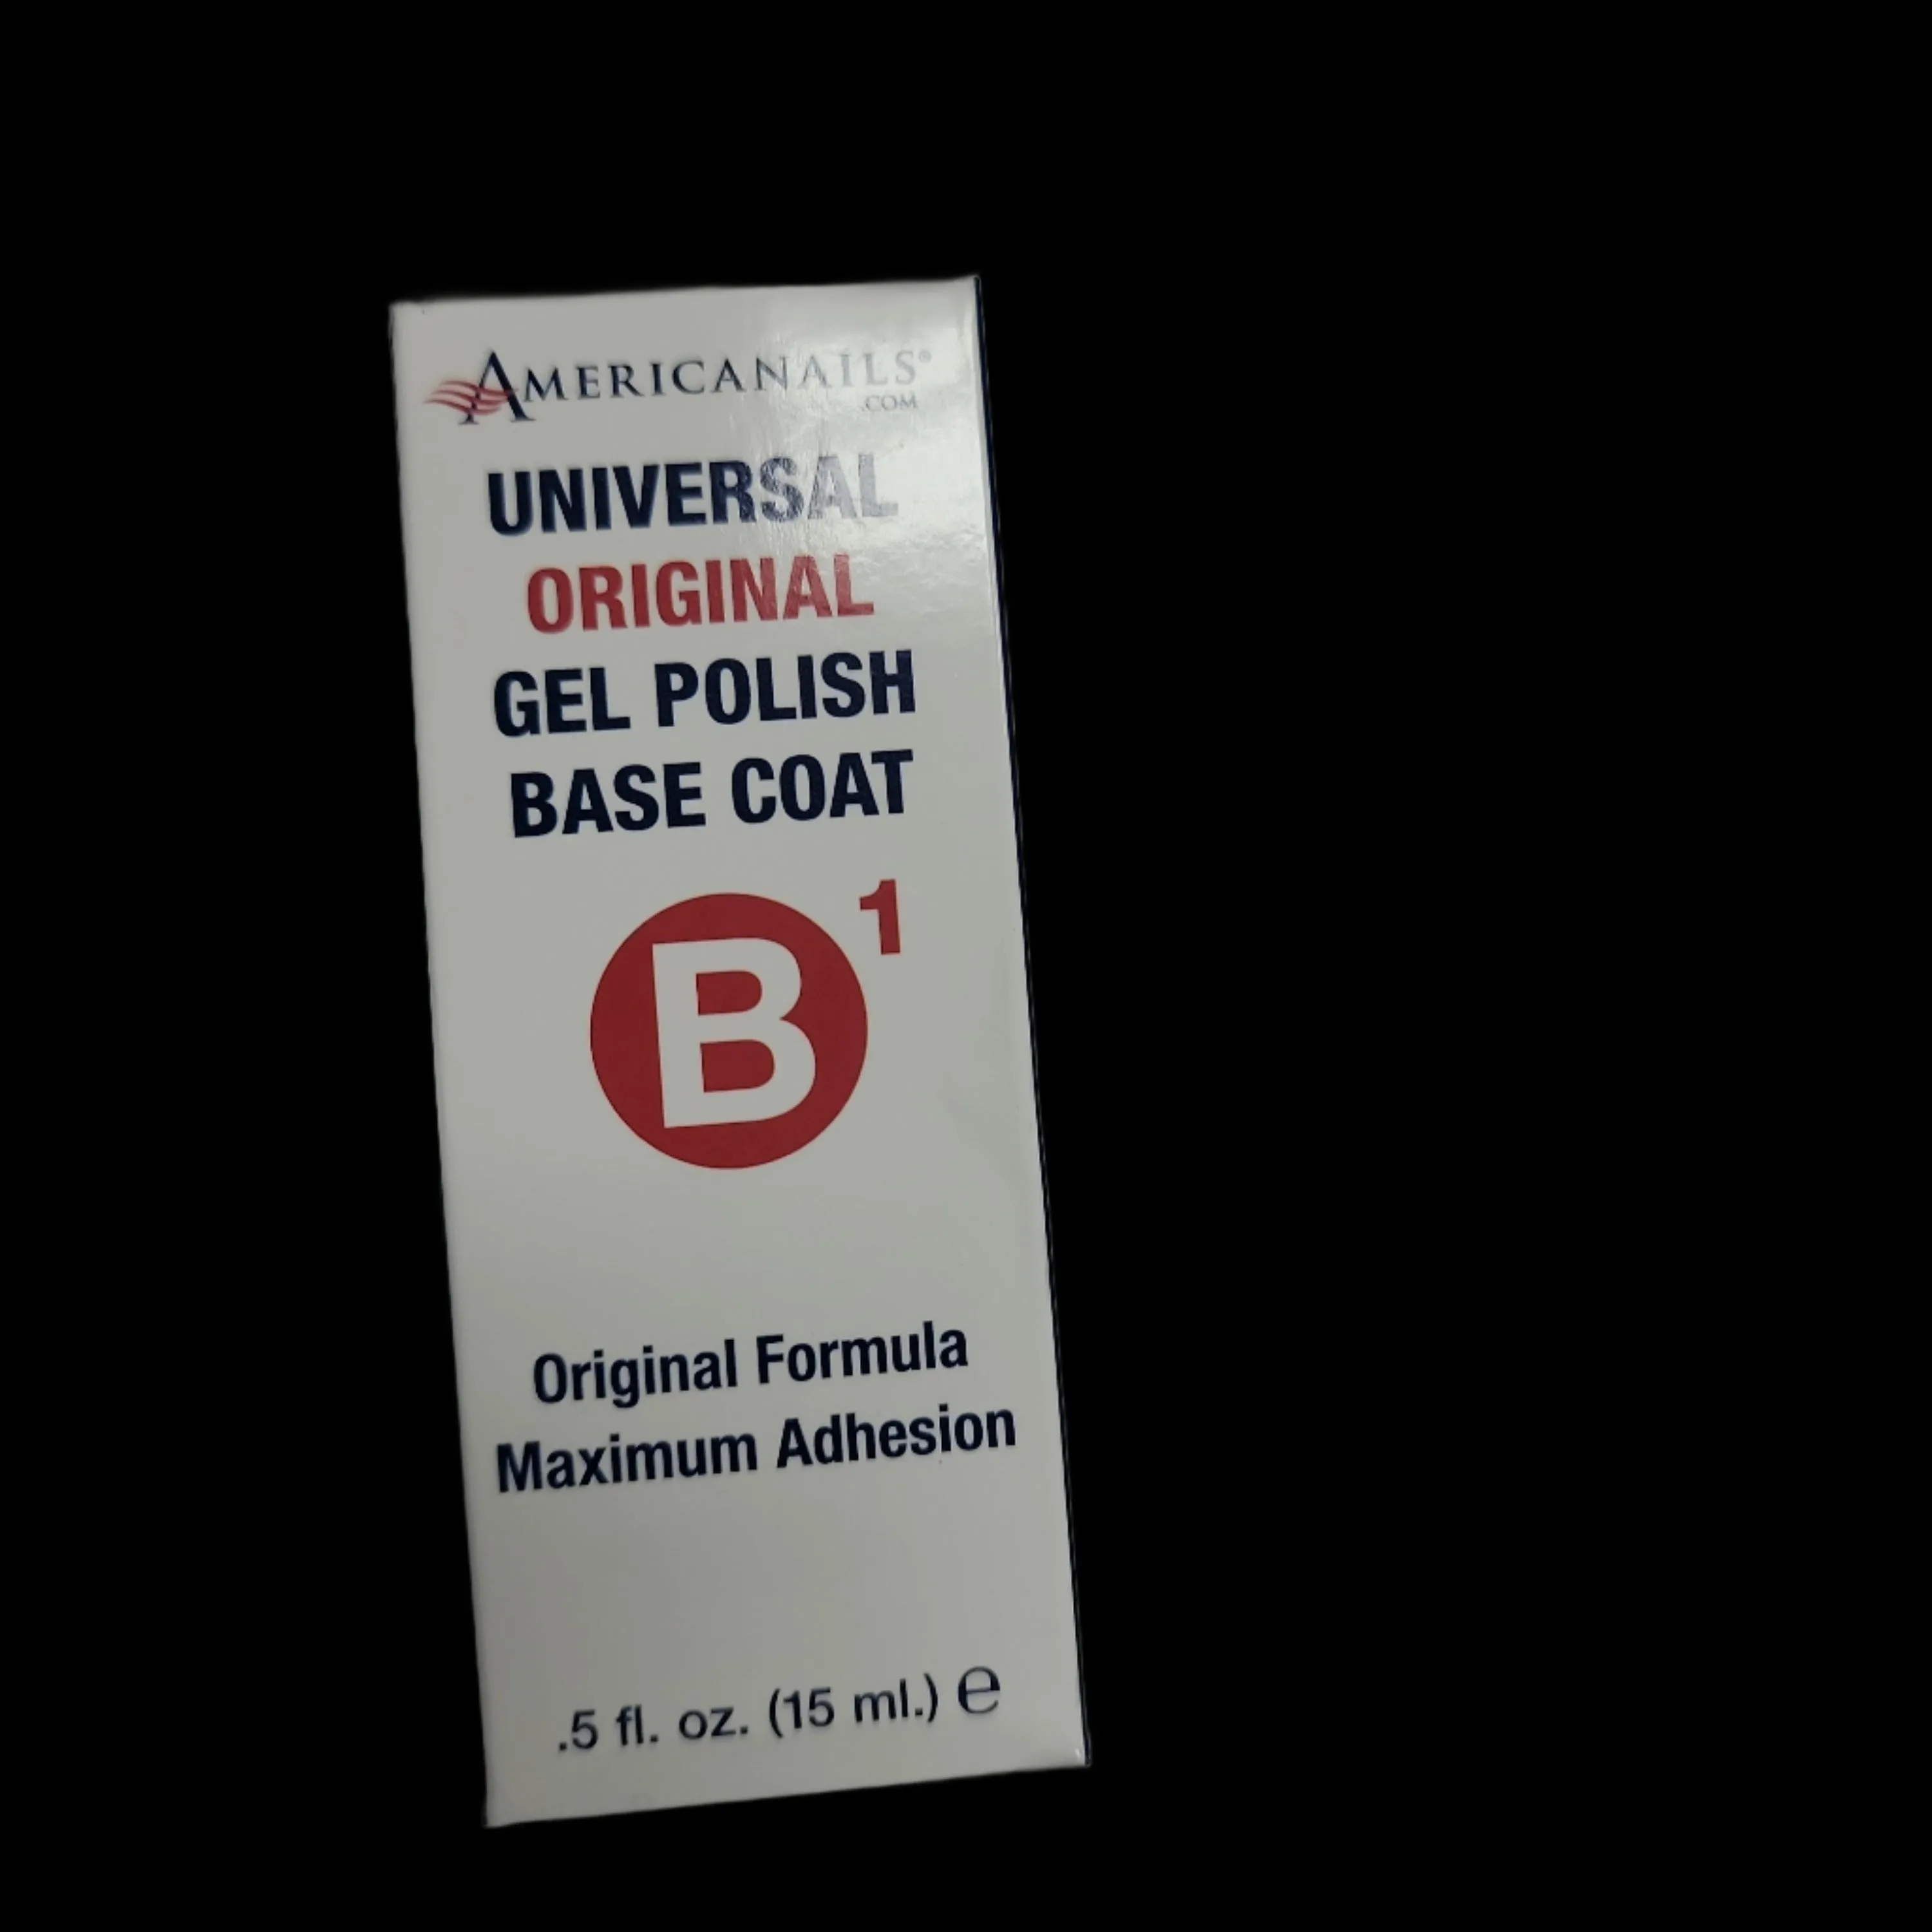 AMERICANAILS®
.COM
UNIVERSAL
ORIGINAL
GEL POLISH
BASE COAT
B¹
Original Formula
Maximum Adhesion
.5 fl. oz. (15 ml.) ℮